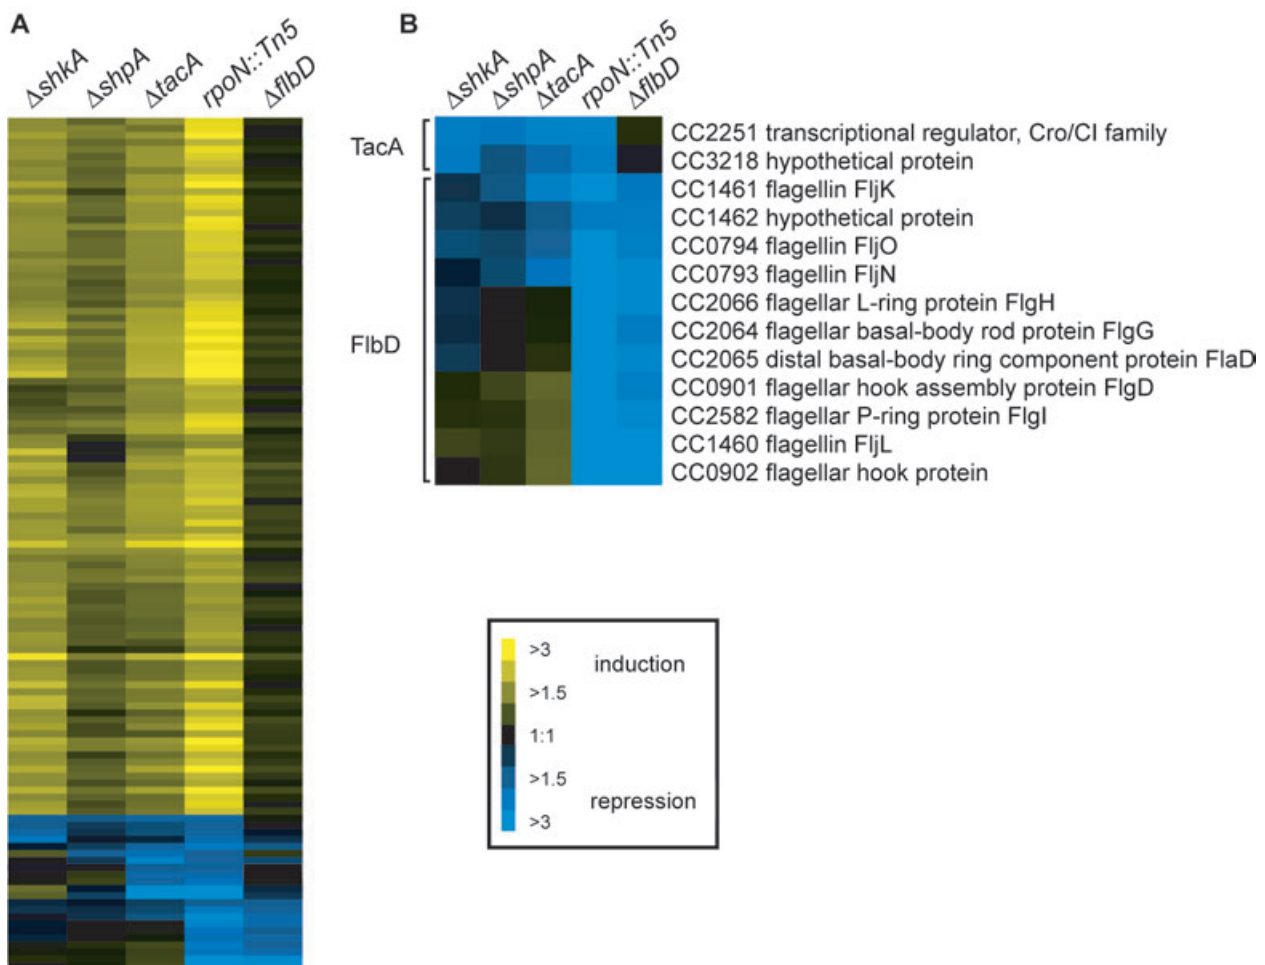 A
ΔshkA
ΔshpA
ΔtacA
rpoN::Tn5
ΔflbD
B
ΔshkA
ΔshpA
ΔtacA
rpoN::Tn5
ΔflbD
TacA
CC2251 transcriptional regulator, Cro/CI family
CC3218 hypothetical protein
FlbD
CC1461 flagellin FljK
CC1462 hypothetical protein
CC0794 flagellin FljO
CC0793 flagellin FljN
CC2066 flagellar L-ring protein FlgH
CC2064 flagellar basal-body rod protein FlgG
CC2065 distal basal-body ring component protein FlaD
CC0901 flagellar hook assembly protein FlgD
CC2582 flagellar P-ring protein FlgI
CC1460 flagellin FljL
CC0902 flagellar hook protein
>3
induction
>1.5
1:1
>1.5
repression
>3